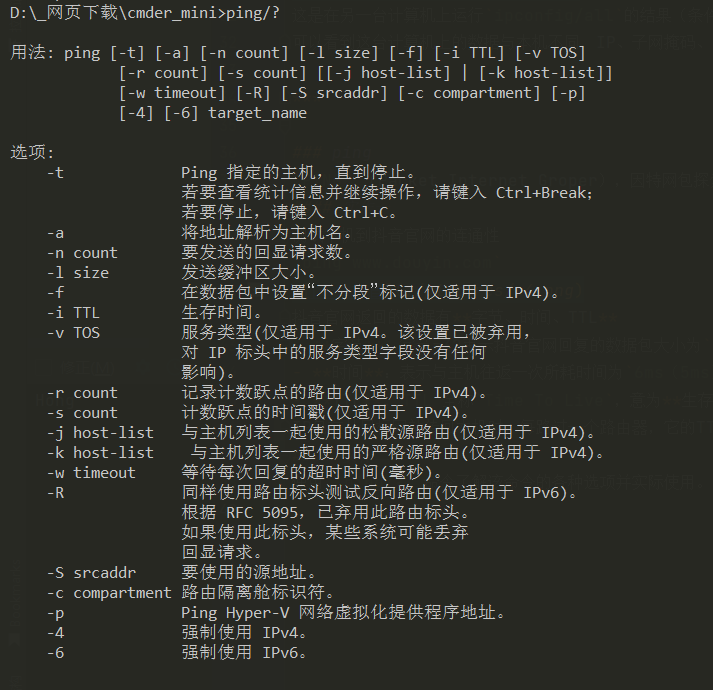 D:\_网页下载\cmder_mini>ping/?
用法: ping [-t] [-a] [-n count] [-l size] [-f] [-i TTL] [-v TOS]
[-r count] [-s count] [[-j host-list] | [-k host-list]]
[-w timeout] [-R] [-S srcaddr] [-c compartment] [-p]
[-4] [-6] target_name
选项:
-t Ping 指定的主机，直到停止。
若要查看统计信息并继续操作，请键入 Ctrl+Break；
若要停止，请键入 Ctrl+C。
-a 将地址解析为主机名。
-n count 要发送的回显请求数。
-l size 发送缓冲区大小。
-f 在数据包中设置“不分段”标记(仅适用于 IPv4)。
-i TTL 生存时间。
-v TOS 服务类型(仅适用于 IPv4。该设置已被弃用，
对 IP 标头中的服务类型字段没有任何
影响)。
-r count 记录计数跃点的路由(仅适用于 IPv4)。
-s count 计数跃点的时间戳(仅适用于 IPv4)。
-j host-list 与主机列表一起使用的松散源路由(仅适用于 IPv4)。
-k host-list 与主机列表一起使用的严格源路由(仅适用于 IPv4)。
-w timeout 等待每次回复的超时时间(毫秒)。
-R 同样使用路由标头测试反向路由(仅适用于 IPv6)。
根据 RFC 5095，已弃用此路由标头。
如果使用此标头，某些系统可能丢弃
回显请求。
-S srcaddr 要使用的源地址。
-c compartment 路由隔离舱标识符。
-p Ping Hyper-V 网络虚拟化提供程序地址。
-4 强制使用 IPv4。
-6 强制使用 IPv6。